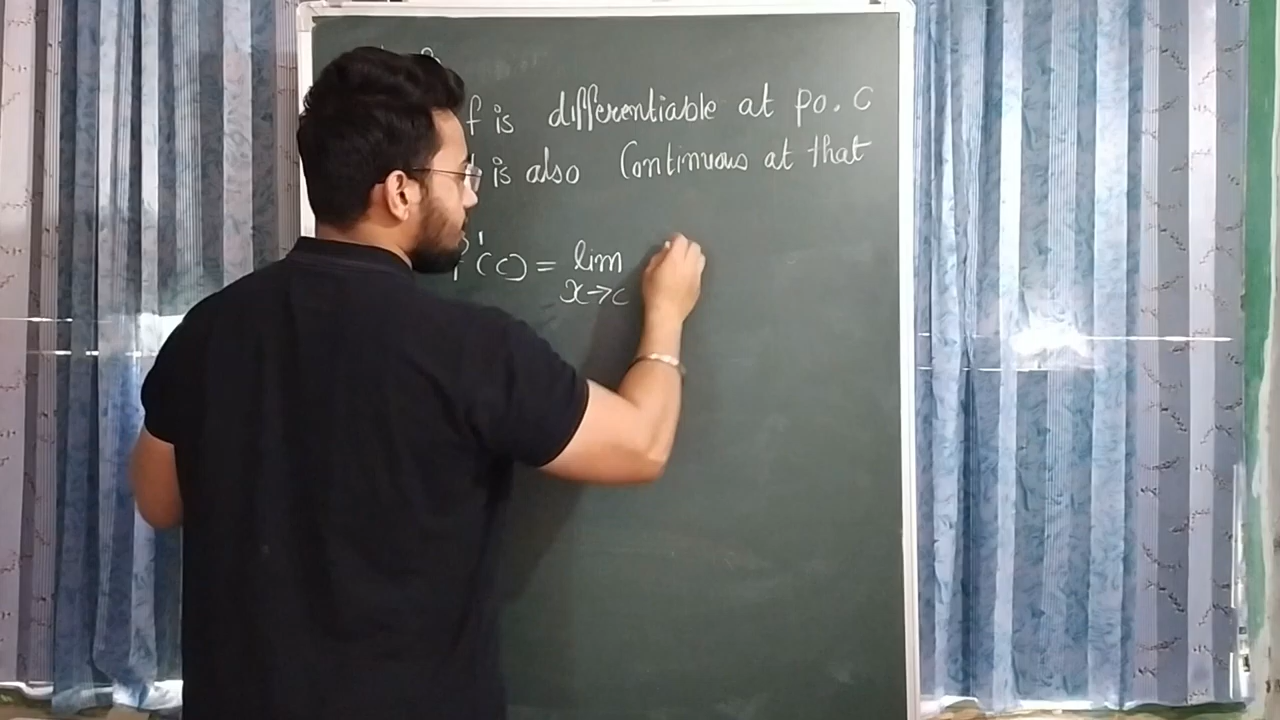 f is differentiable at po. C
is also Continuous at that
f'(c) = lim
x→c